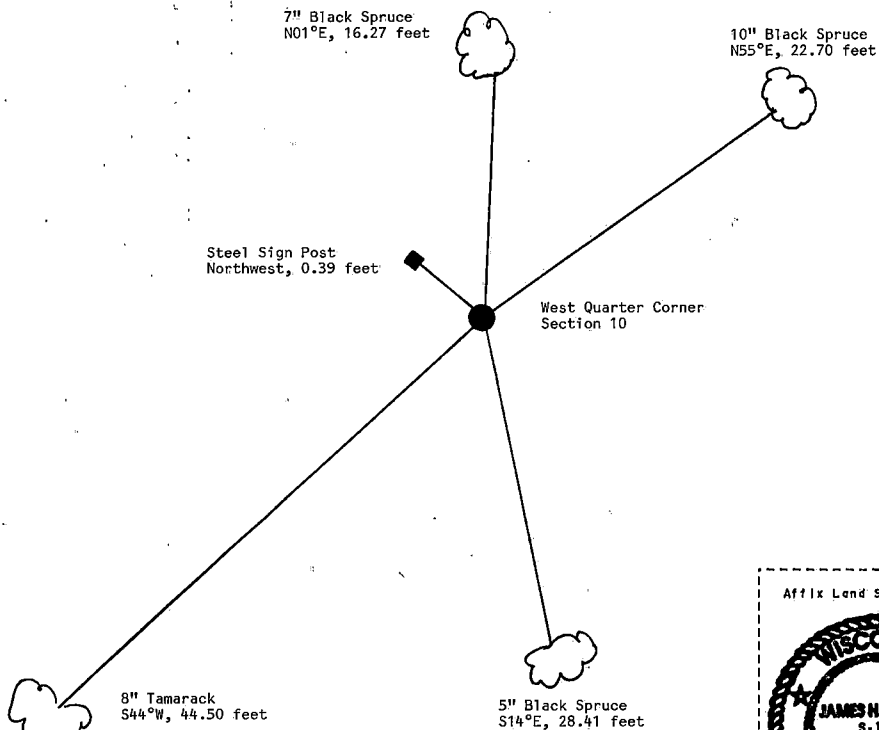 7" Black Spruce
N01°E, 16.27 feet
10" Black Spruce
N55°E, 22.70 feet
Steel Sign Post
Northwest, 0.39 feet
West Quarter Corner
Section 10
8" Tamarack
S44°W, 44.50 feet
5" Black Spruce
S14°E, 28.41 feet
Affix Land S
WISCO
JAMES H
S.1